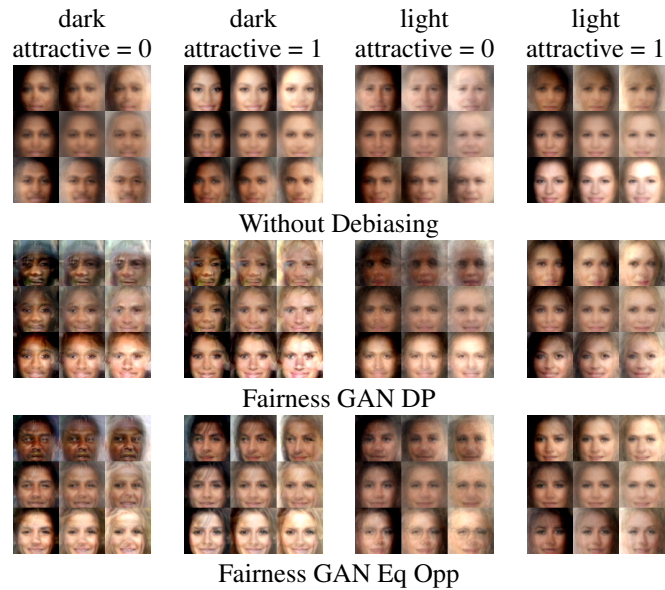 dark dark light light
attractive = 0 attractive = 1 attractive = 0 attractive = 1
Without Debiasing
Fairness GAN DP
Fairness GAN Eq Opp